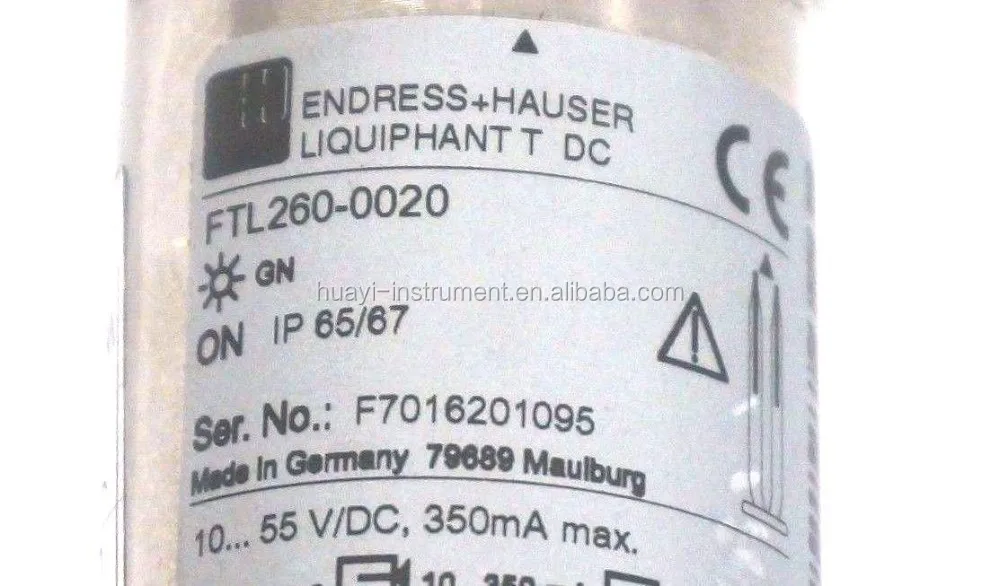 ENDRESS+HAUSER
LIQUIPHANT T DC
CE
FTL260-0020
GN
huayi-instrument.en.alibaba.com
ON IP 65/67
Ser. No.: F7016201095
Made in Germany 79689 Maulburg
10... 55 V/DC, 350mA max.